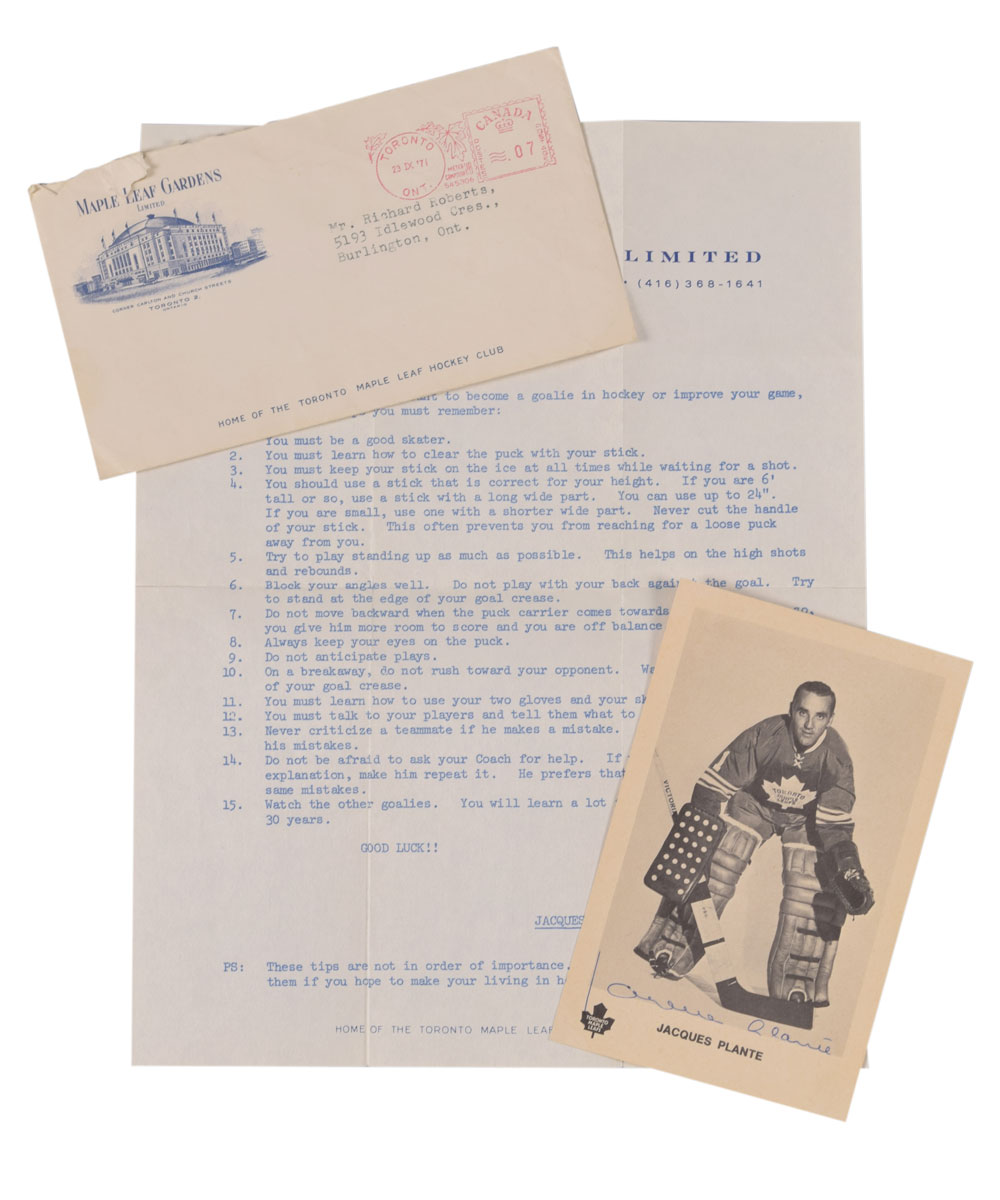 MAPLE LEAF GARDENS
LIMITED
CORNER CARLTON AND CHURCH STREETS
TORONTO 2.
ONTARIO
TORONTO
23 IX '71
ONT.
CANADA
.07
Mr. Richard Roberts,
5193 Idlewood Cres.,
Burlington, Ont.
HOME OF THE TORONTO MAPLE LEAF HOCKEY CLUB
LIMITED
• (416) 368-1641
to become a goalie in hockey or improve your game,
you must remember:
You must be a good skater.
2. You must learn how to clear the puck with your stick.
3. You must keep your stick on the ice at all times while waiting for a shot.
4. You should use a stick that is correct for your height. If you are 6'
tall or so, use a stick with a long wide part. You can use up to 24".
If you are small, use one with a shorter wide part. Never cut the handle
of your stick. This often prevents you from reaching for a loose puck
away from you.
5. Try to play standing up as much as possible. This helps on the high shots
and rebounds.
6. Block your angles well. Do not play with your back against the goal. Try
to stand at the edge of your goal crease.
7. Do not move backward when the puck carrier comes towards
you give him more room to score and you are off balance
8. Always keep your eyes on the puck.
9. Do not anticipate plays.
10. On a breakaway, do not rush toward your opponent.
of your goal crease.
11. You must learn how to use your two gloves and your
12. You must talk to your players and tell them what to
13. Never criticize a teammate if he makes a mistake.
his mistakes.
14. Do not be afraid to ask your Coach for help. If
explanation, make him repeat it. He prefers that
same mistakes.
15. Watch the other goalies. You will learn a lot
30 years.
GOOD LUCK!!
JACQUES
PS: These tips are not in order of importance.
them if you hope to make your living in
HOME OF THE TORONTO MAPLE LEAF
VICTORIA
TORONTO
MAPLE
LEAFS
Jacques Plante
TORONTO
MAPLE
LEAFS
JACQUES PLANTE